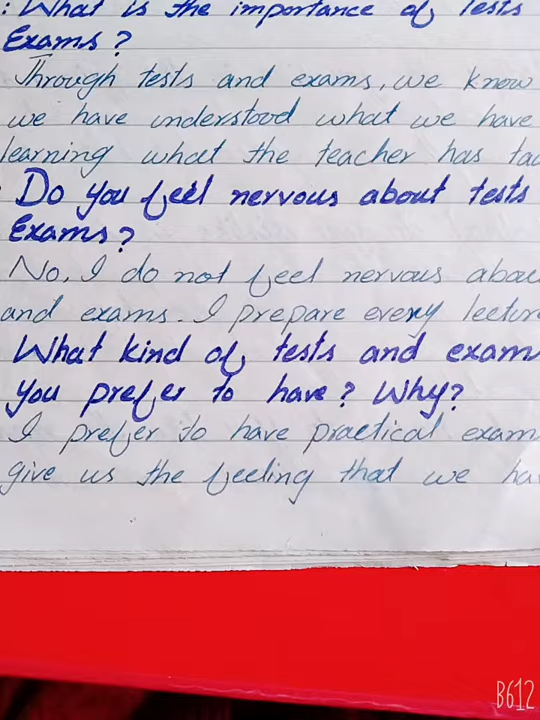 : What is the importance of Tests
Exams?
Through tests and exams, we know
we have understood what we have
learning what the teacher has
Do you feel nervous about tests
Exams?
No, I do not feel nervous
and exams. I prepare every
What kind of tests and exam
you prefer to have? Why?
I prefer to have practical exam
give us the feeling that we
B612